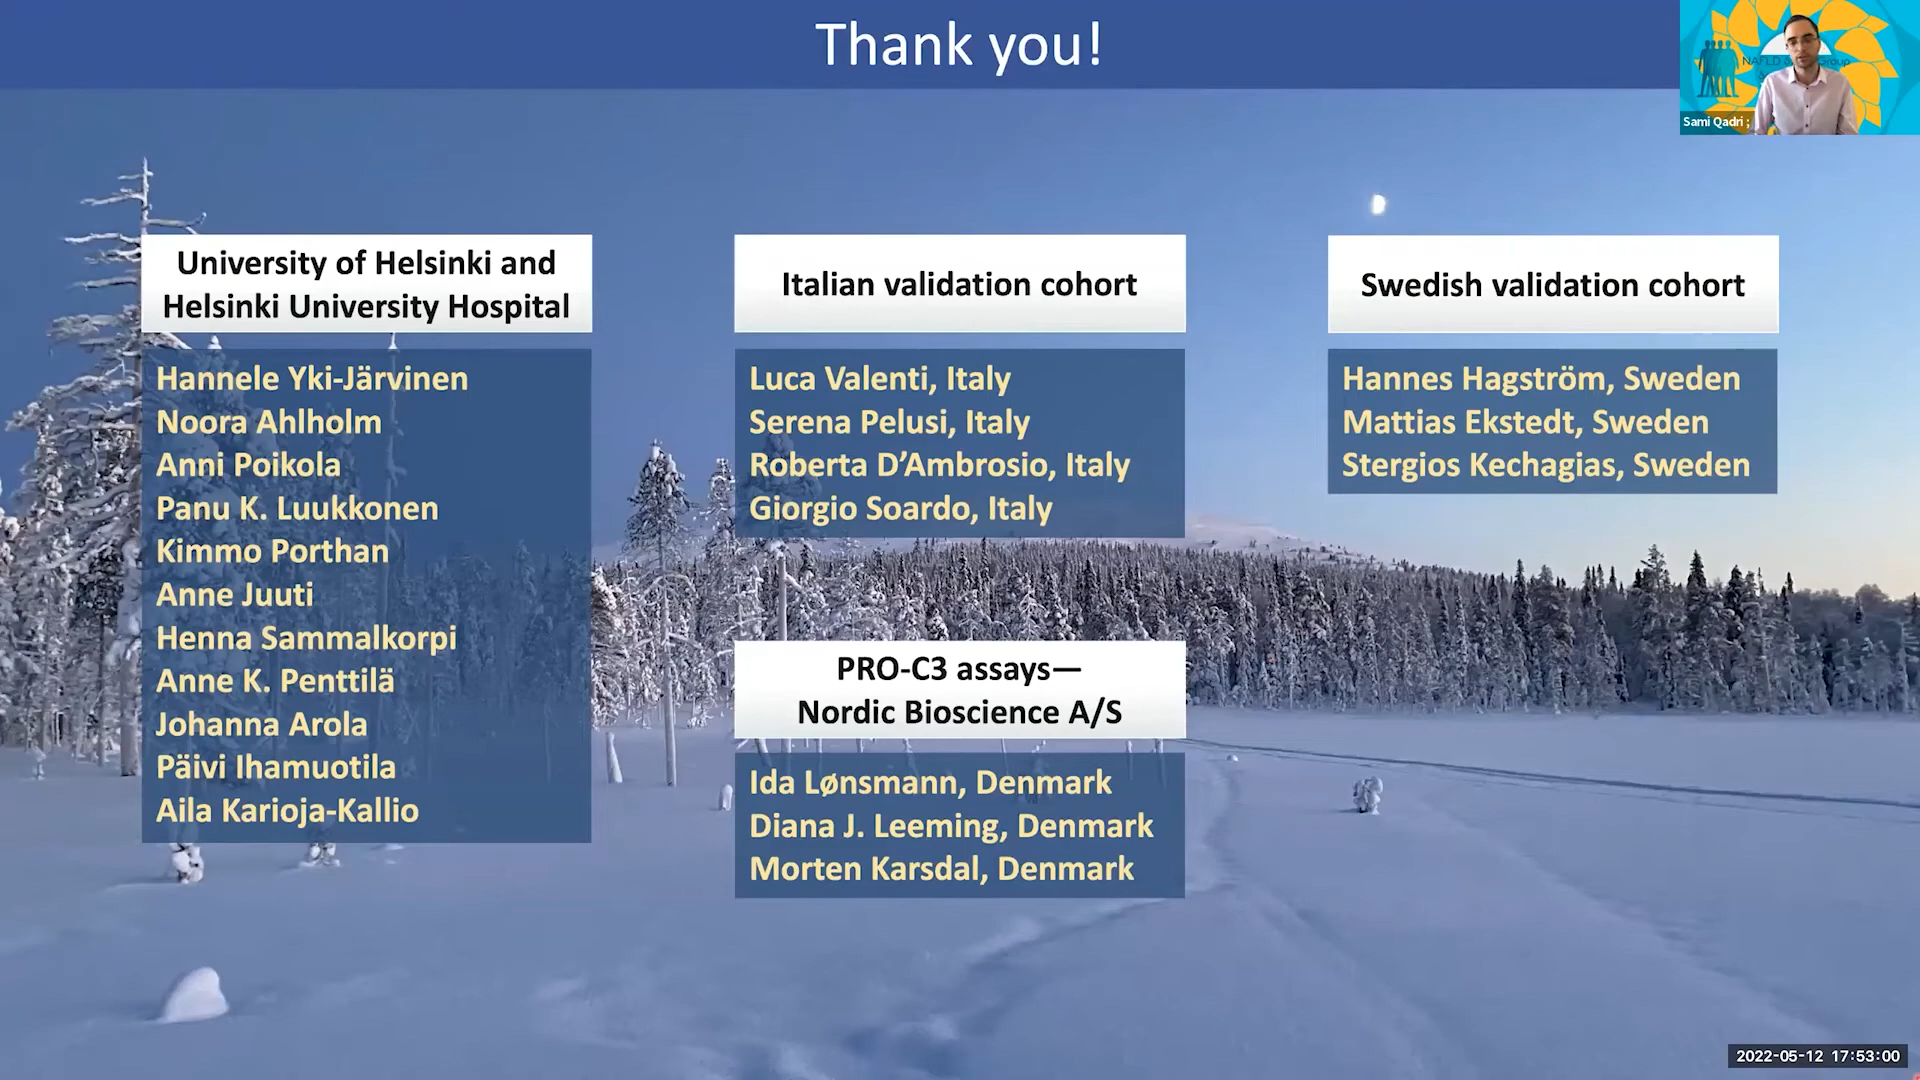 Thank you!
NAFLD
Group
Sami Qadri ;
University of Helsinki and
Helsinki University Hospital
Hannele Yki-Järvinen
Noora Ahlholm
Anni Poikola
Panu K. Luukkonen
Kimmo Porthan
Anne Juuti
Henna Sammalkorpi
Anne K. Penttilä
Johanna Arola
Päivi Ihamuotila
Aila Karioja-Kallio
Italian validation cohort
Luca Valenti, Italy
Serena Pelusi, Italy
Roberta D’Ambrosio, Italy
Giorgio Soardo, Italy
PRO-C3 assays—
Nordic Bioscience A/S
Ida Lønsmann, Denmark
Diana J. Leeming, Denmark
Morten Karsdal, Denmark
Swedish validation cohort
Hannes Hagström, Sweden
Mattias Ekstedt, Sweden
Stergios Kechagias, Sweden
2022-05-12 17:53:00